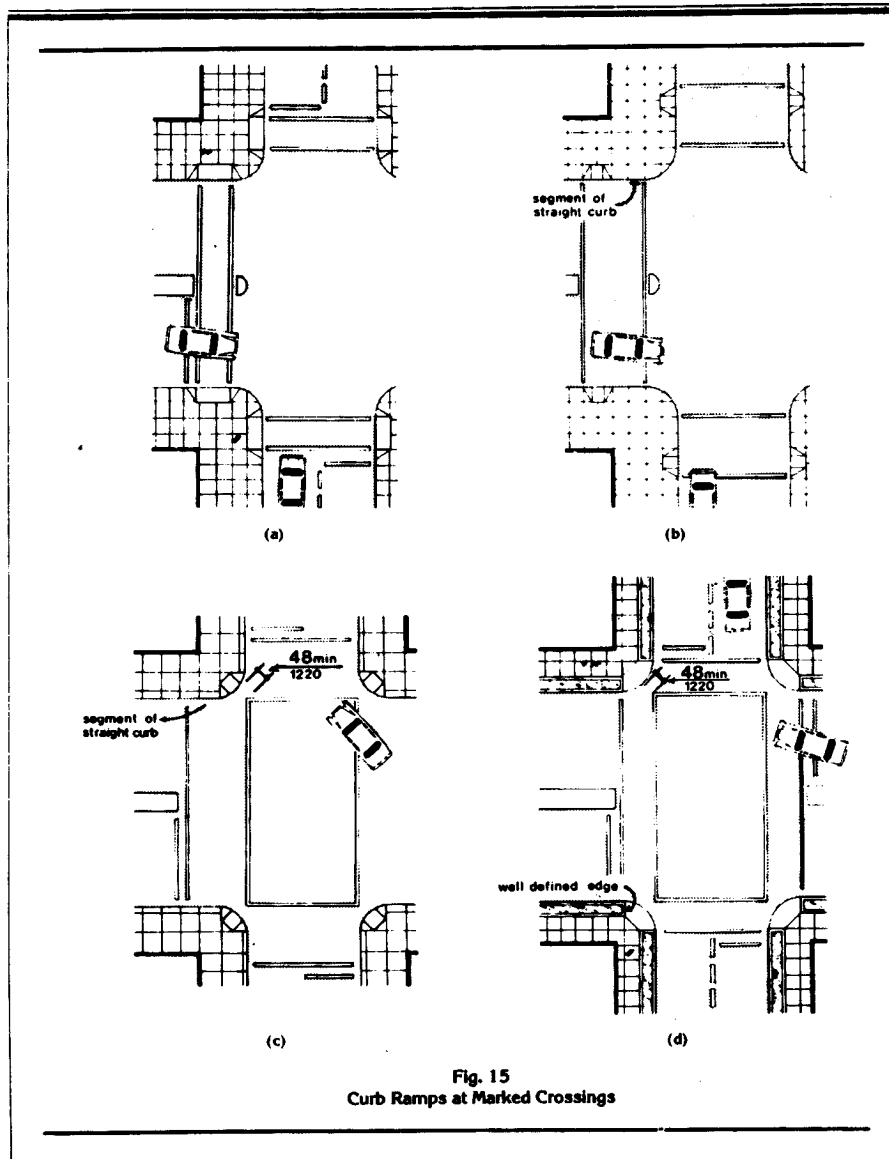 segment of
straight curb
(a)
(b)
48min
1220
segment of
straight curb
48min
1220
well defined edge
(c)
(d)
Fig. 15
Curb Ramps at Marked Crossings